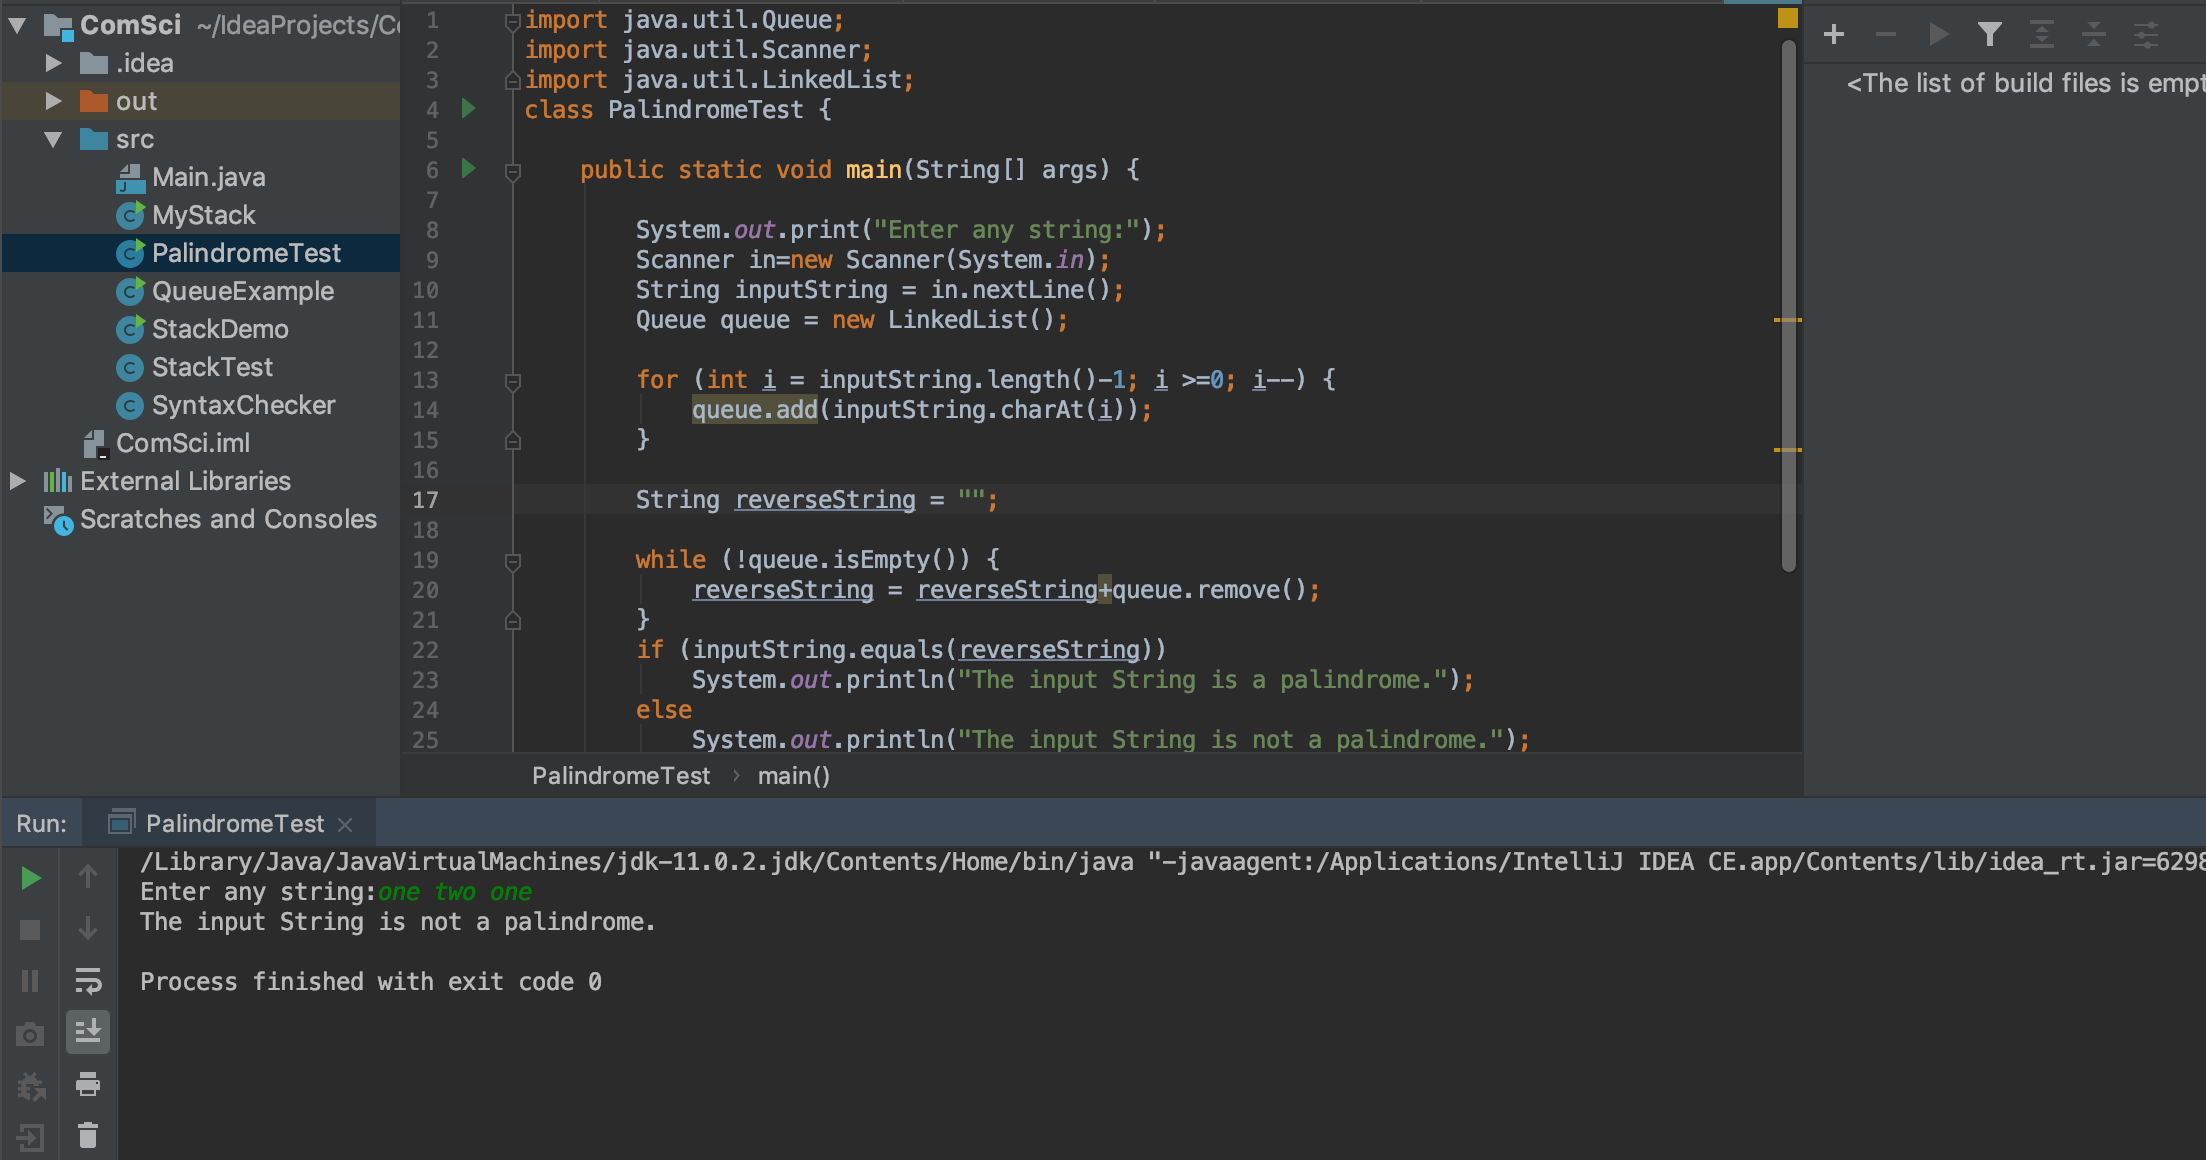 ComSci ~/IdeaProjects/Co
.idea
out
src
Main.java
MyStack
PalindromeTest
QueueExample
StackDemo
StackTest
SyntaxChecker
ComSci.iml
External Libraries
Scratches and Consoles
1 import java.util.Queue;
2 import java.util.Scanner;
3 import java.util.LinkedList;
4 class PalindromeTest {
5
6 public static void main(String[] args) {
7
8 System.out.print("Enter any string:");
9 Scanner in=new Scanner(System.in);
10 String inputString = in.nextLine();
11 Queue queue = new LinkedList();
12
13 for (int i = inputString.length()-1; i >=0; i--) {
14 queue.add(inputString.charAt(i));
15 }
16
17 String reverseString = "";
18
19 while (!queue.isEmpty()) {
20 reverseString = reverseString+queue.remove();
21 }
22 if (inputString.equals(reverseString))
23 System.out.println("The input String is a palindrome.");
24 else
25 System.out.println("The input String is not a palindrome.");
PalindromeTest › main()
<The list of build files is empt
Run: PalindromeTest
/Library/Java/JavaVirtualMachines/jdk-11.0.2.jdk/Contents/Home/bin/java "-javaagent:/Applications/IntelliJ IDEA CE.app/Contents/lib/idea_rt.jar=6298
Enter any string:one two one
The input String is not a palindrome.
Process finished with exit code 0